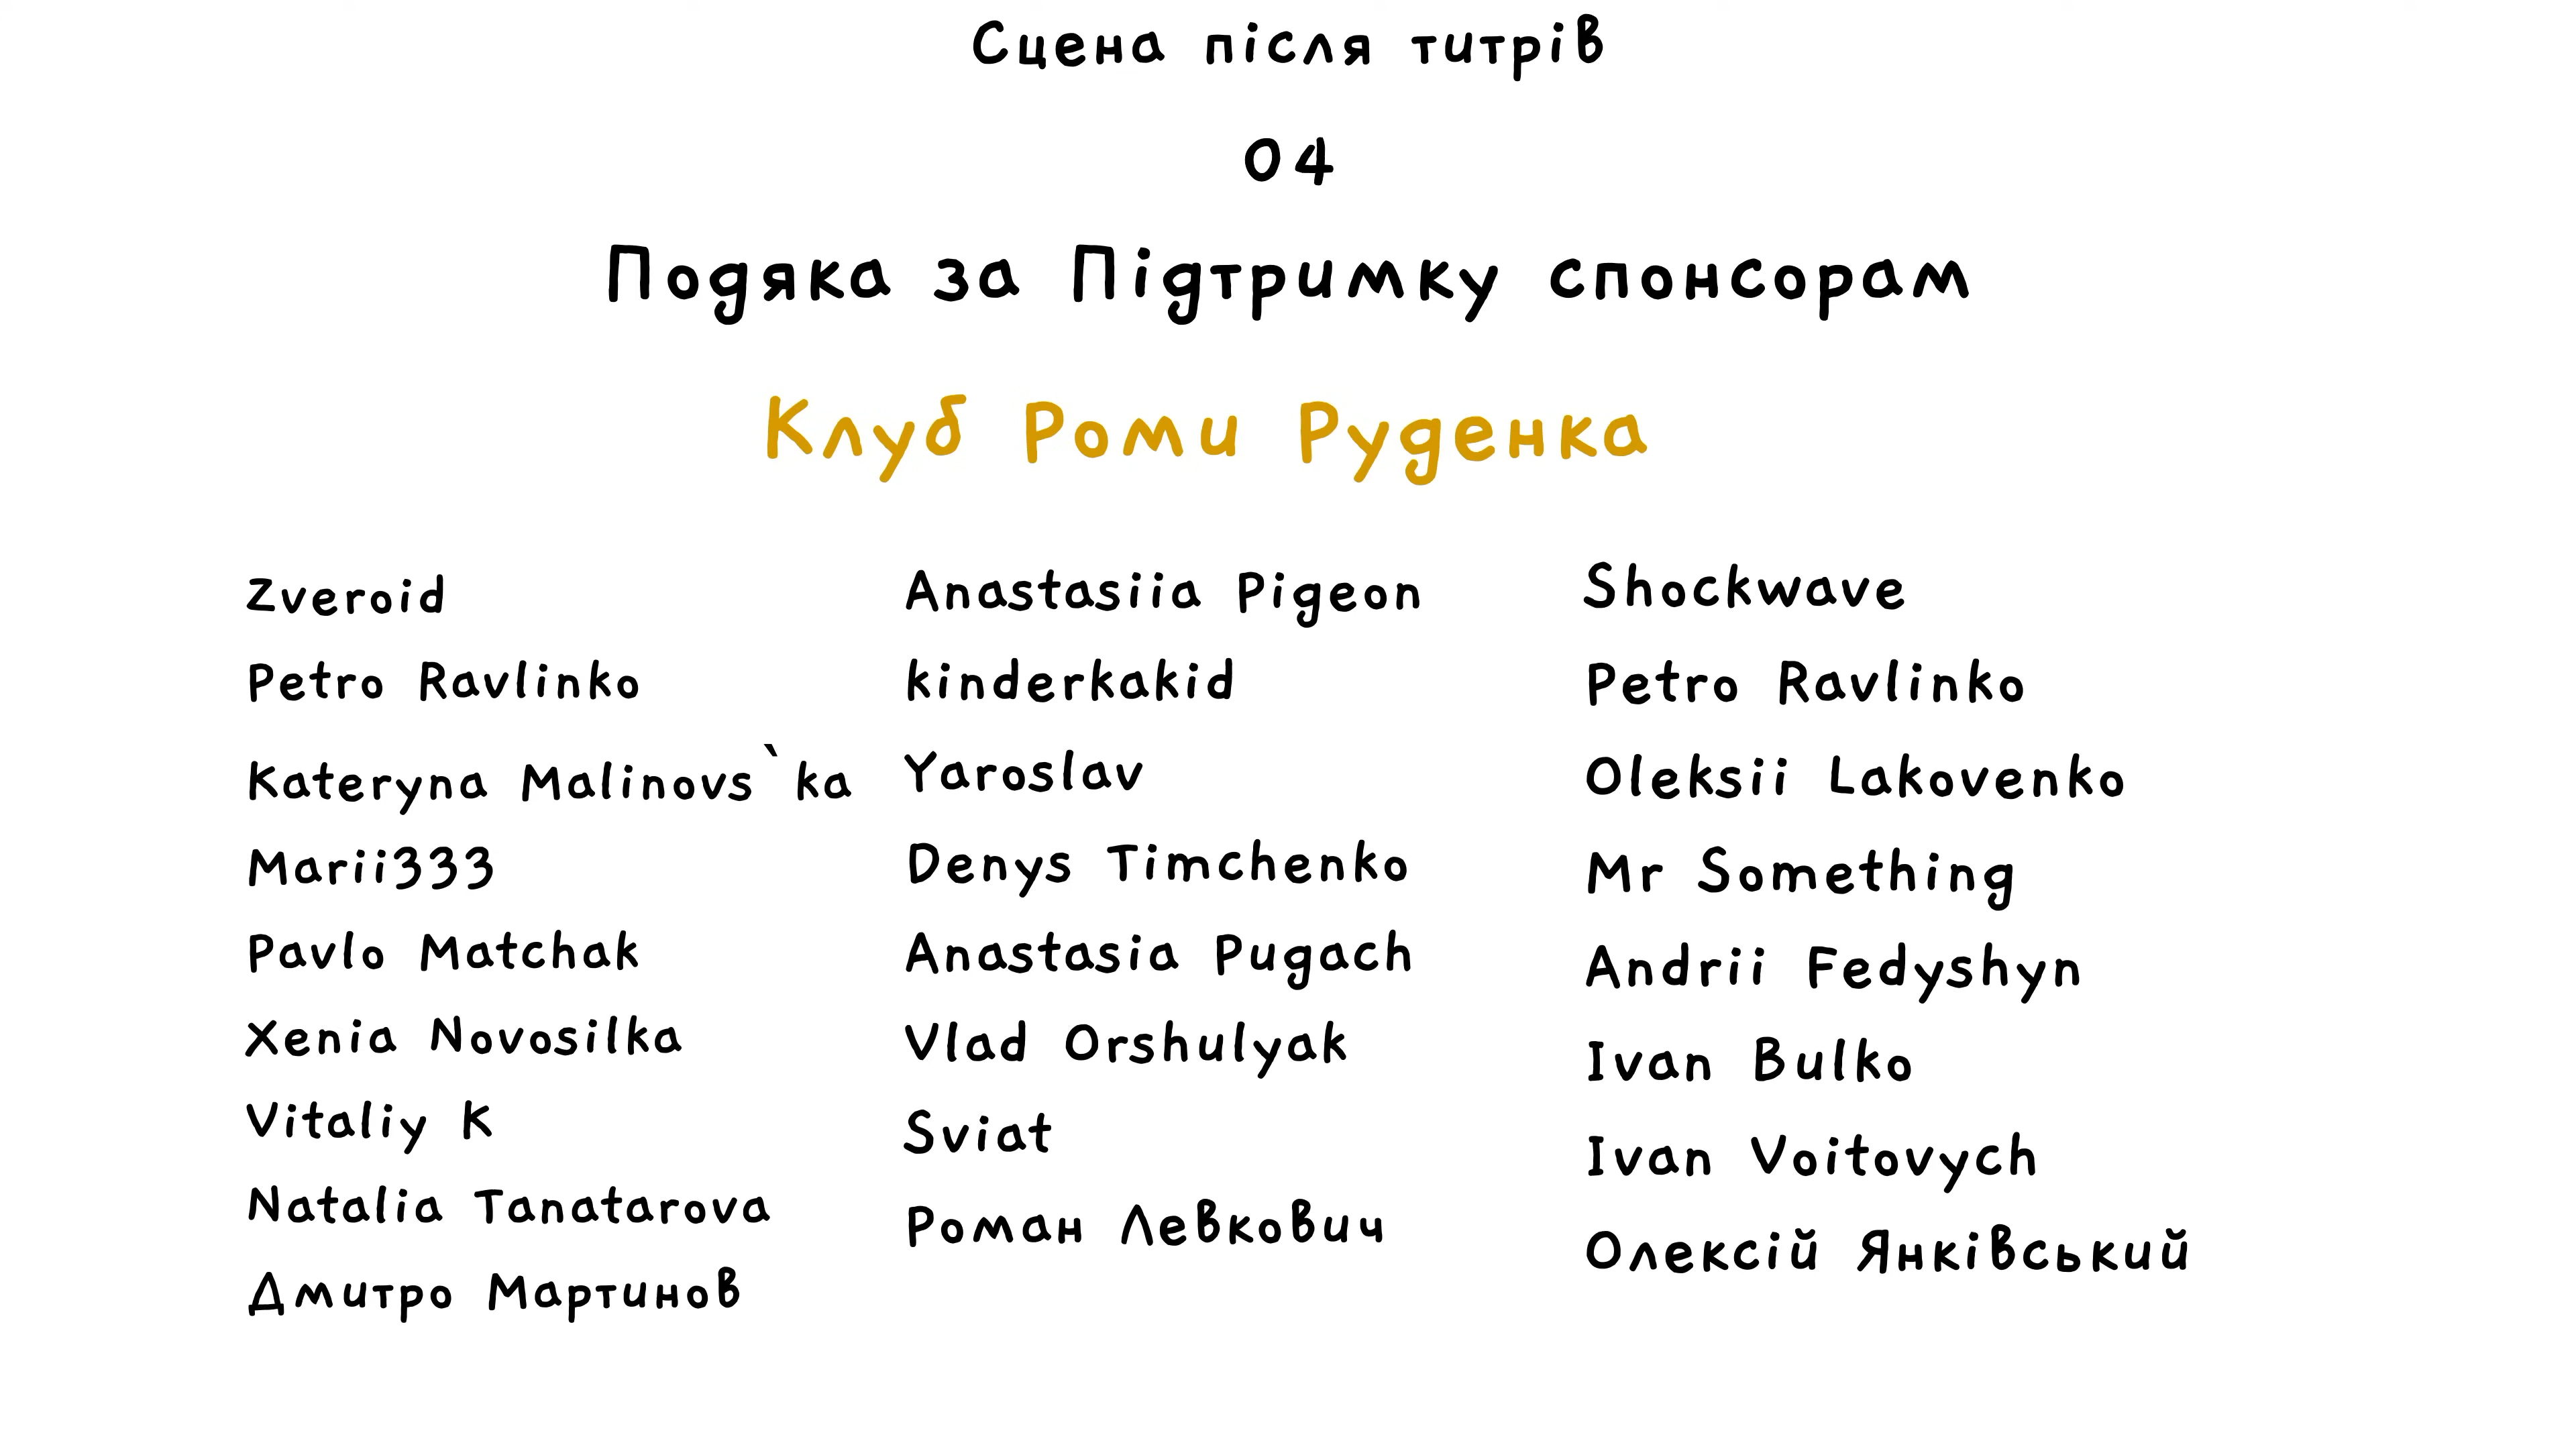 Сцена після титрів
04
Подяка за Підтримку спонсорам
Клуб Роми Руденка
Zveroid
Petro Ravlinko
Kateryna Malinovs`ka
Marii333
Pavlo Matchak
Xenia Novosilka
Vitaliy K
Natalia Tanatarova
Дмитро Мартинов
Anastasiia Pigeon
kinderkakid
Yaroslav
Denys Timchenko
Anastasia Pugach
Vlad Orshulyak
Sviat
Роман Левкович
Shockwave
Petro Ravlinko
Oleksii Lakovenko
Mr Something
Andrii Fedyshyn
Ivan Bulko
Ivan Voitovych
Олексій Янківський